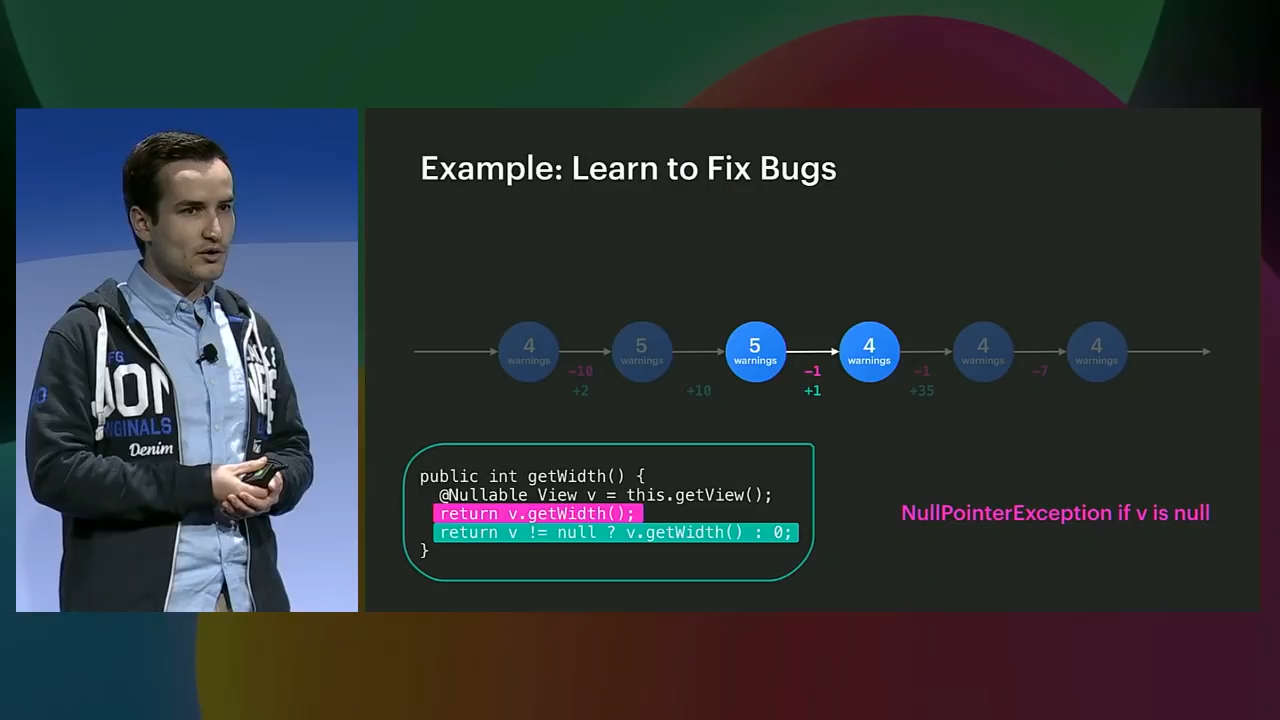 Example: Learn to Fix Bugs
4
warnings
5
warnings
5
warnings
4
warnings
4
warnings
4
warnings
-10
+2
+10
-1
+1
-1
+35
-7
public int getWidth() {
@Nullable View v = this.getView();
return v.getWidth();
return v != null ? v.getWidth() : 0;
}
NullPointerException if v is null
Denim